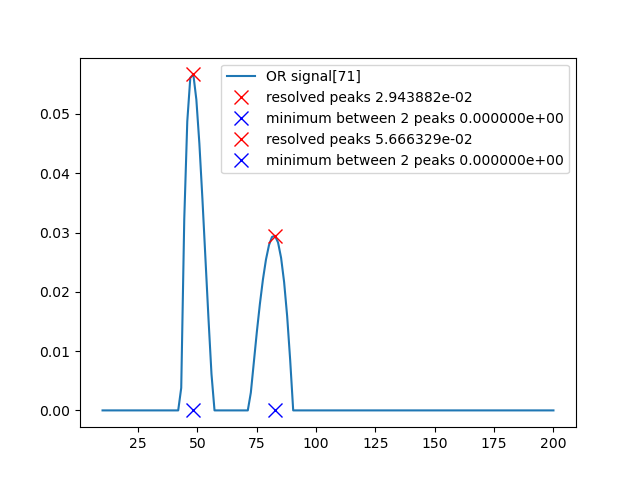 OR signal[71]
resolved peaks 2.943882e-02
minimum between 2 peaks 0.000000e+00
resolved peaks 5.666329e-02
minimum between 2 peaks 0.000000e+00
0.05
0.04
0.03
0.02
0.01
0.00
25 50 75 100 125 150 175 200